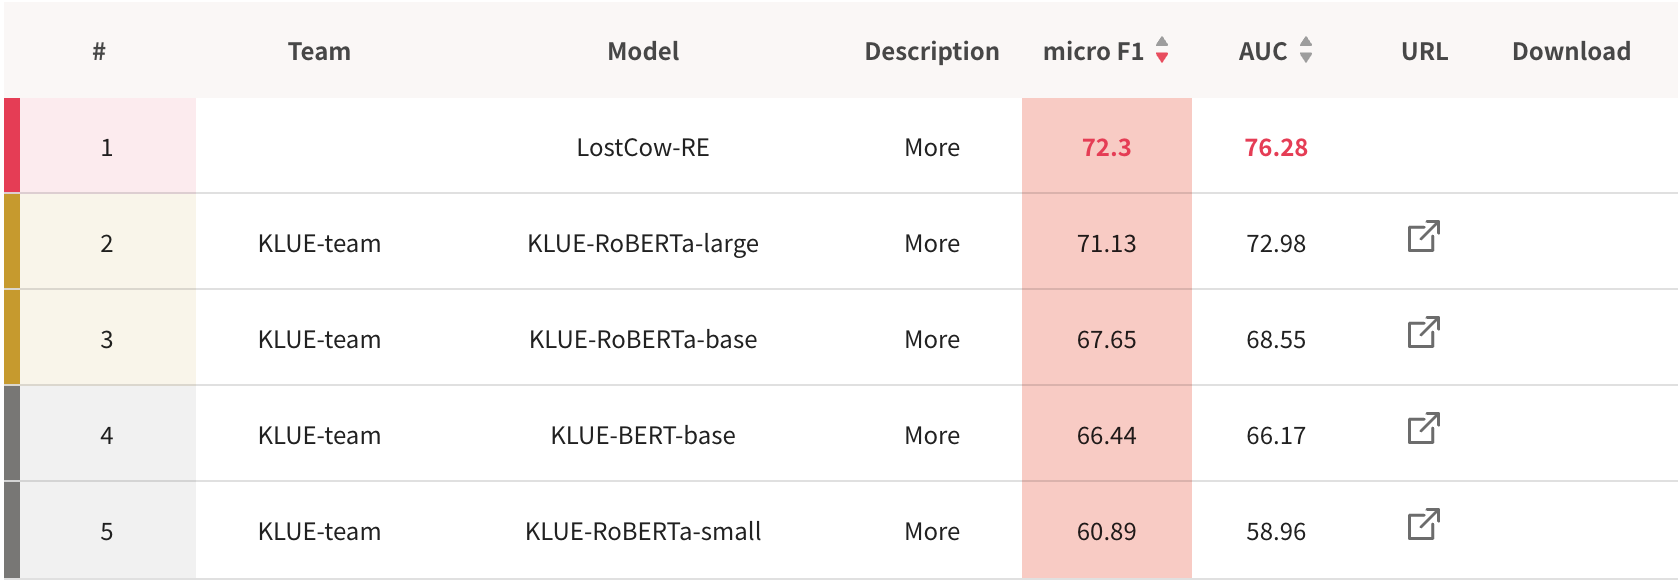 # Team Model Description micro F1 AUC URL Download
1 LostCow-RE More 72.3 76.28
2 KLUE-team KLUE-RoBERTa-large More 71.13 72.98
3 KLUE-team KLUE-RoBERTa-base More 67.65 68.55
4 KLUE-team KLUE-BERT-base More 66.44 66.17
5 KLUE-team KLUE-RoBERTa-small More 60.89 58.96